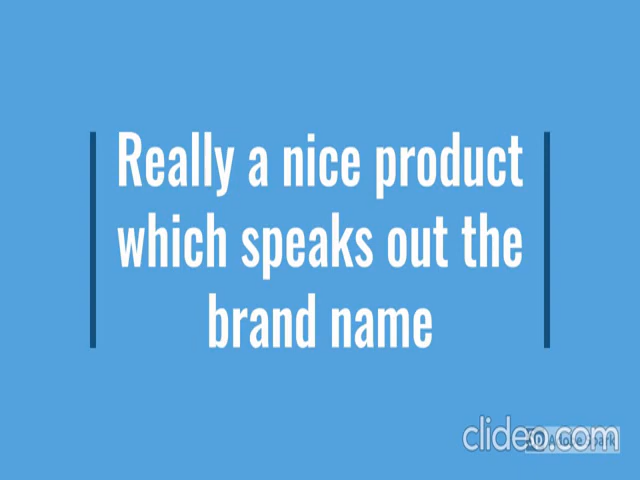 Really a nice product
which speaks out the
brand name
clideo.com